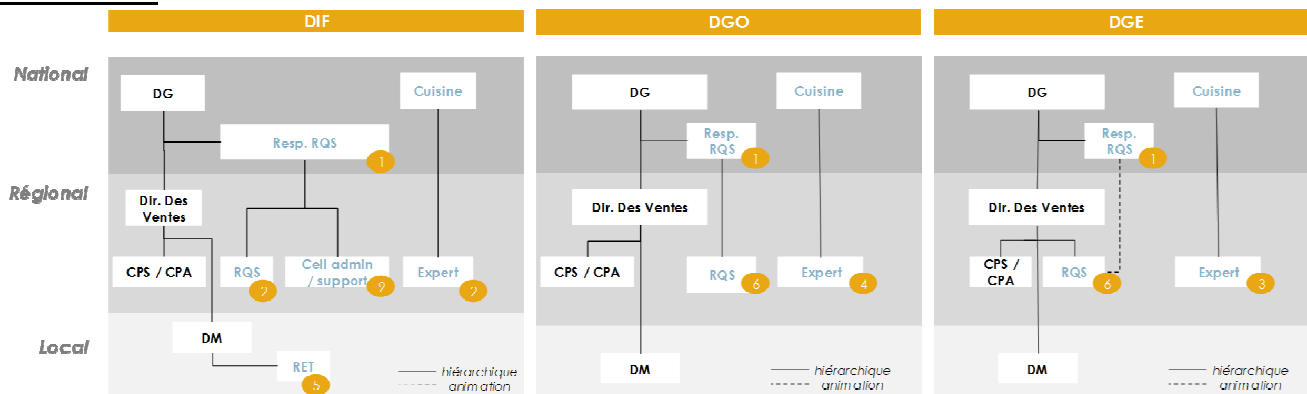 DIF
DGO
DGE
National
Régional
Local
DG
Cuisine
Resp. RQS
1
Dir. Des
Ventes
CPS / CPA
RQS
2
Cell admin
/ support
9
Expert
2
DM
RET
5
hiérarchique
animation
DG
Cuisine
Resp.
RQS
1
Dir. Des Ventes
CPS / CPA
RQS
6
Expert
4
DM
hiérarchique
animation
DG
Cuisine
Resp.
RQS
1
Dir. Des Ventes
CPS /
CPA
RQS
6
Expert
3
DM
hiérarchique
animation